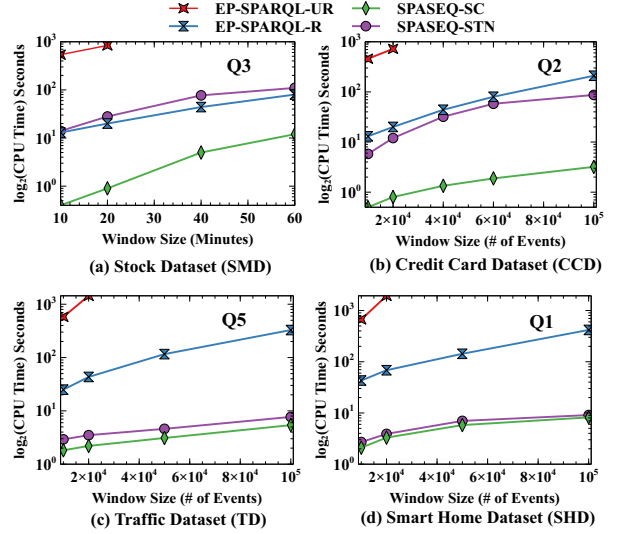 EP-SPARQL-UR SPASEQ-SC
EP-SPARQL-R SPASEQ-STN
log₂(CPU Time) Seconds
10³
10²
10¹
10⁰
Q3
10 20 30 40 50 60
Window Size (Minutes)
(a) Stock Dataset (SMD)
log₂(CPU Time) Seconds
10³
10²
10¹
10⁰
Q2
2×10⁴ 4×10⁴ 6×10⁴ 8×10⁴ 10⁵
Window Size (# of Events)
(b) Credit Card Dataset (CCD)
log₂(CPU Time) Seconds
10³
10²
10¹
10⁰
Q5
2×10⁴ 4×10⁴ 6×10⁴ 8×10⁴ 10⁵
Window Size (# of Events)
(c) Traffic Dataset (TD)
log₂(CPU Time) Seconds
10³
10²
10¹
10⁰
Q1
2×10⁴ 4×10⁴ 6×10⁴ 8×10⁴ 10⁵
Window Size (# of Events)
(d) Smart Home Dataset (SHD)